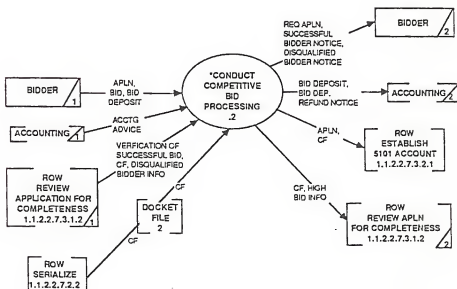 REQ APLN,
SUCCESSFUL
BIDDER NOTICE,
DISQUALIFIED
BIDDER NOTICE
BIDDER
2
*CONDUCT
COMPETITIVE
BID
PROCESSING
.2
BIDDER
1
APLN,
BID, BID
DEPOSIT
BID DEPOSIT,
BID DEP.
REFUND NOTICE
ACCOUNTING
2
ACCOUNTING
1
ACCTG
ADVICE
APLN,
CF
ROW
ESTABLISH
5101 ACCOUNT
1.1.2.2.7.3.2.1
VERFICATION OF
SUCCESSFUL BID,
CF, DISQUALIFIED
BIDDER INFO
ROW
REVIEW
APPLICATION FOR
COMPLETENESS
1.1.2.2.7.3.1.2
1
CF
DOCKET
FILE
2
CF
CF, HIGH
BID INFO
ROW
REVIEW APLN
FOR COMPLETENESS
1.1.2.2.7.3.1.2
2
ROW
SERIALIZE
1.1.2.2.7.2.2